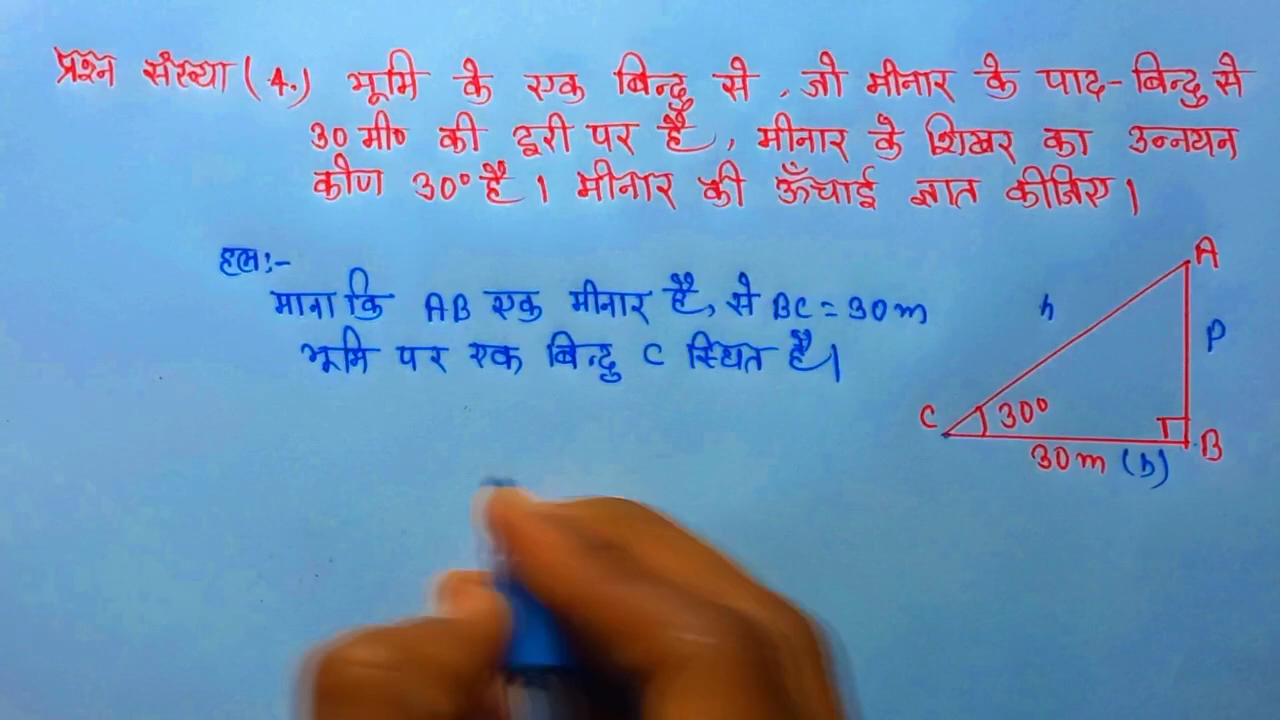 प्रश्न संख्या (4.) भूमि के एक बिन्दु से, जो मीनार के पाद-बिन्दु से
30 मी० की दूरी पर है, मीनार के शिखर का उन्नयन
कोण 30° है। मीनार की ऊँचाई ज्ञात कीजिए।
हल:-
माना कि AB एक मीनार है, से BC = 30m
भूमि पर एक बिन्दु C स्थित है।
A
h
P
C
30°
B
30m (b)